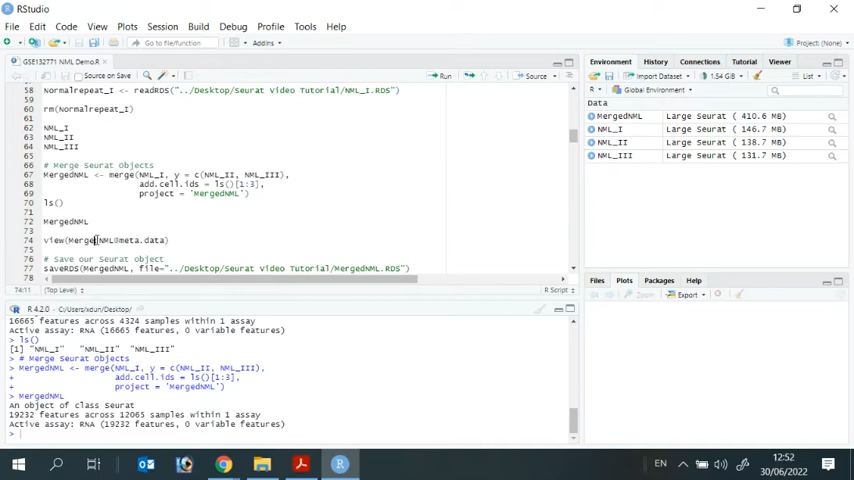 RStudio
File Edit Code View Plots Session Build Debug Profile Tools Help
Go to file/function
Addins
Project: (None)
GSE132771 NML Demo.R
Source on Save
Run
Source
58 Normalrepeat_I <- readRDS("../Desktop/Seurat Video Tutorial/NML_I.RDS")
59
60 rm(Normalrepeat_I)
61
62 NML_I
63 NML_II
64 NML_III
65
66 # Merge Seurat Objects
67 MergedNML <- merge(NML_I, y = c(NML_II, NML_III),
68 add.cell.ids = ls()[1:3],
69 project = 'MergedNML')
70 ls()
71
72 MergedNML
73
74 view(MergedNML@meta.data)
75
76 # Save our Seurat object
77 saveRDS(MergedNML, file="../Desktop/Seurat Video Tutorial/MergedNML.RDS")
78
74:11 (Top Level) R Script
R 4.2.0 · C:/Users/xdun/Desktop/
16665 features across 4324 samples within 1 assay
Active assay: RNA (16665 features, 0 variable features)
> ls()
[1] "NML_I" "NML_II" "NML_III"
> # Merge Seurat Objects
> MergedNML <- merge(NML_I, y = c(NML_II, NML_III),
+ add.cell.ids = ls()[1:3],
+ project = 'MergedNML')
> MergedNML
An object of class Seurat
19232 features across 12065 samples within 1 assay
Active assay: RNA (19232 features, 0 variable features)
>
Environment History Connections Tutorial Viewer
Import Dataset 1.54 GiB List
R Global Environment
Data
MergedNML Large Seurat ( 410.6 MB)
NML_I Large Seurat ( 146.7 MB)
NML_II Large Seurat ( 138.7 MB)
NML_III Large Seurat ( 131.7 MB)
Files Plots Packages Help
Zoom Export
EN
12:52
30/06/2022